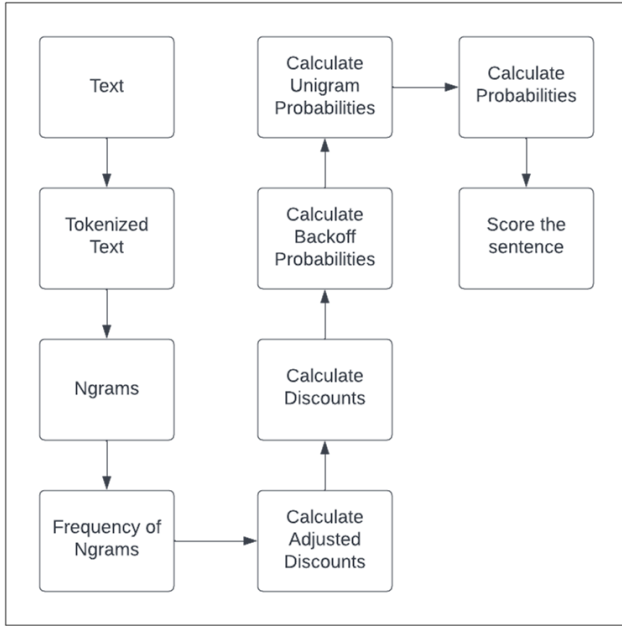 Text
Tokenized
Text
Ngrams
Frequency of
Ngrams
Calculate
Adjusted
Discounts
Calculate
Discounts
Calculate
Backoff
Probabilities
Calculate
Unigram
Probabilities
Calculate
Probabilities
Score the
sentence